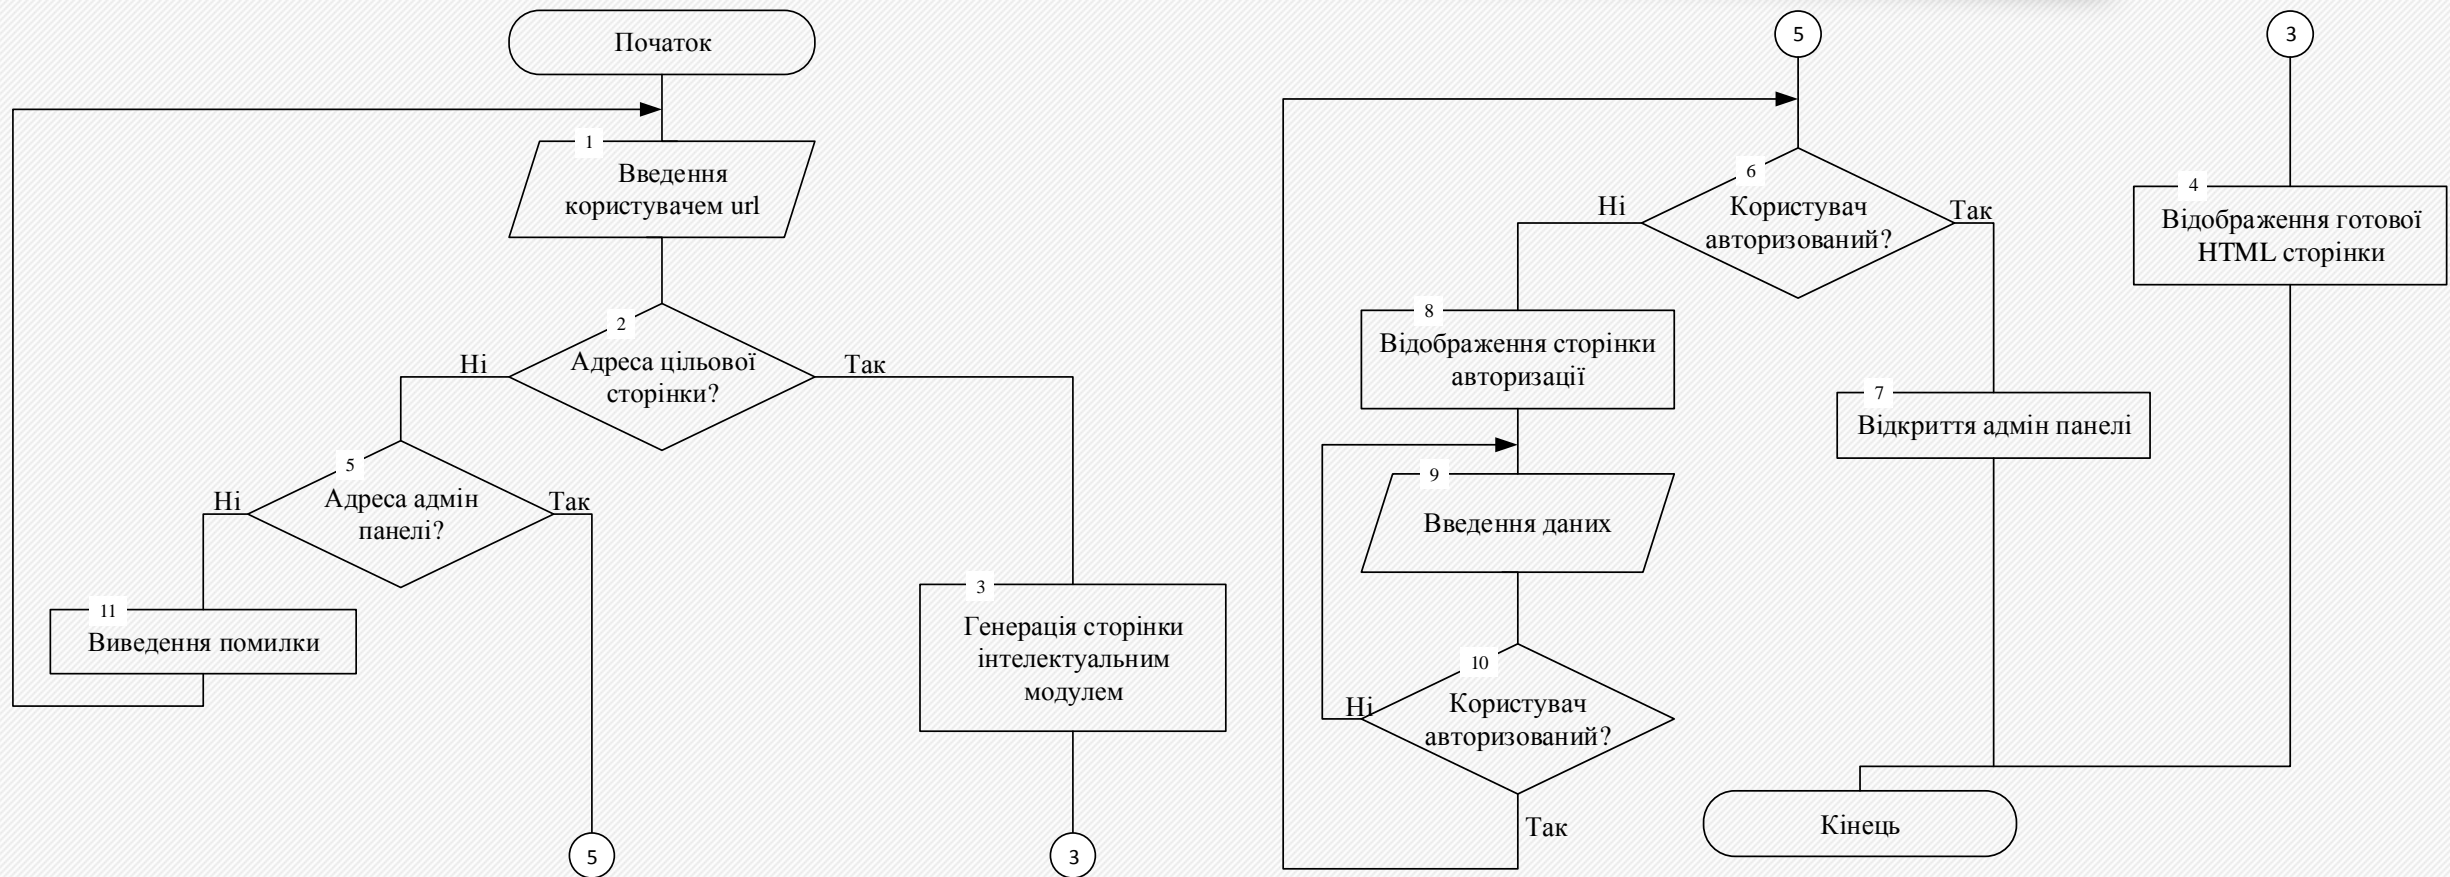 Початок
1
Введення
користувачем url
2
Адреса цільової
сторінки?
Ні
Так
5
Адреса адмін
панелі?
Ні
Так
11
Виведення помилки
3
Генерація сторінки
інтелектуальним
модулем
5
3
5
6
Користувач
авторизований?
Ні
Так
8
Відображення сторінки
авторизації
7
Відкриття адмін панелі
9
Введення даних
10
Користувач
авторизований?
Ні
Так
3
4
Відображення готової
HTML сторінки
Кінець